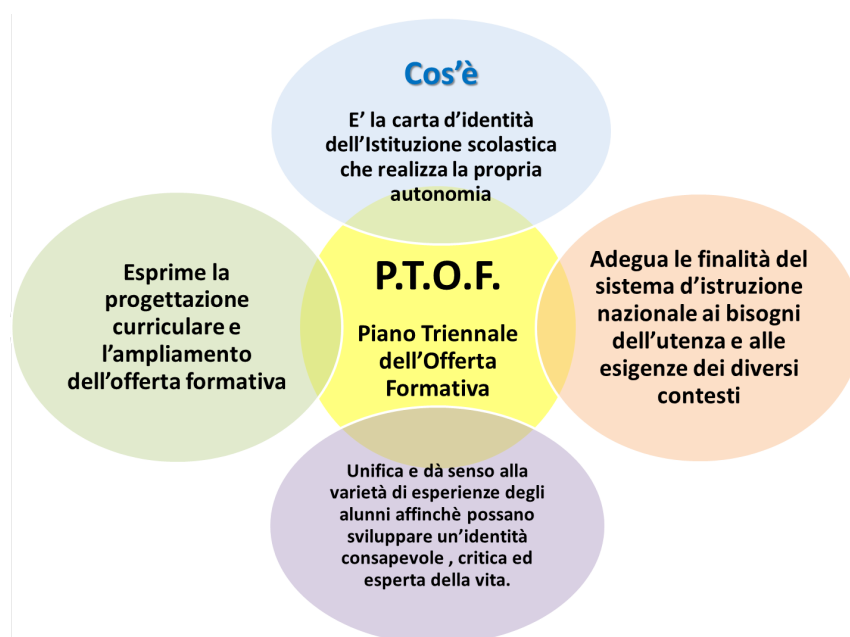 Cos’è
E’ la carta d’identità
dell’Istituzione scolastica
che realizza la propria
autonomia
Esprime la
progettazione
curriculare e
l’ampliamento
dell’offerta formativa
P.T.O.F.
Piano Triennale
dell’Offerta
Formativa
Adegua le finalità del
sistema d’istruzione
nazionale ai bisogni
dell’utenza e alle
esigenze dei diversi
contesti
Unifica e dà senso alla
varietà di esperienze degli
alunni affinchè possano
sviluppare un’identità
consapevole , critica ed
esperta della vita.